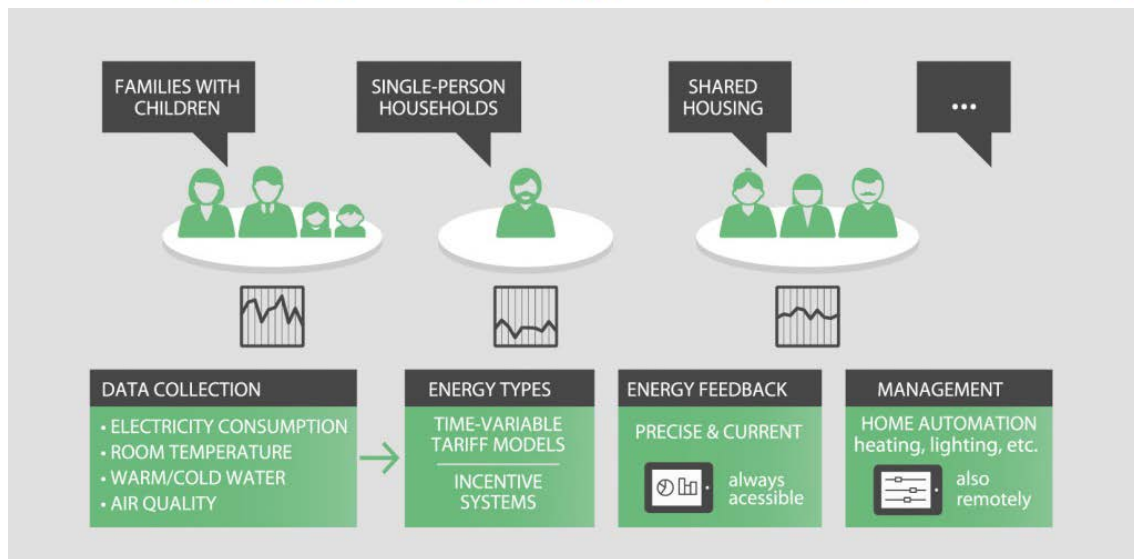 FAMILIES WITH
CHILDREN
SINGLE-PERSON
HOUSEHOLDS
SHARED
HOUSING
...
DATA COLLECTION
• ELECTRICITY CONSUMPTION
• ROOM TEMPERATURE
• WARM/COLD WATER
• AIR QUALITY
ENERGY TYPES
TIME-VARIABLE
TARIFF MODELS
INCENTIVE
SYSTEMS
ENERGY FEEDBACK
PRECISE & CURRENT
always
acessible
MANAGEMENT
HOME AUTOMATION
heating, lighting, etc.
also
remotely